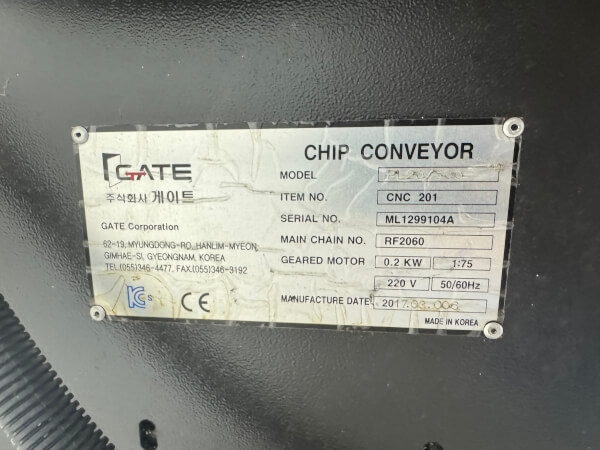 GATE
주식회사 게이트
GATE Corporation
62-19, MYUNGDONG-RO, HANLIM-MYEON,
GIMHAE-SI, GYEONGNAM, KOREA
TEL.(055)346-4477. FAX.(055)346-3192
CE
CHIP CONVEYOR
MODEL
ITEM NO. CNC 201
SERIAL NO. ML1299104A
MAIN CHAIN NO. RF2060
GEARED MOTOR 0.2 KW 1:75
220 V 50/60Hz
MANUFACTURE DATE
MADE IN KOREA